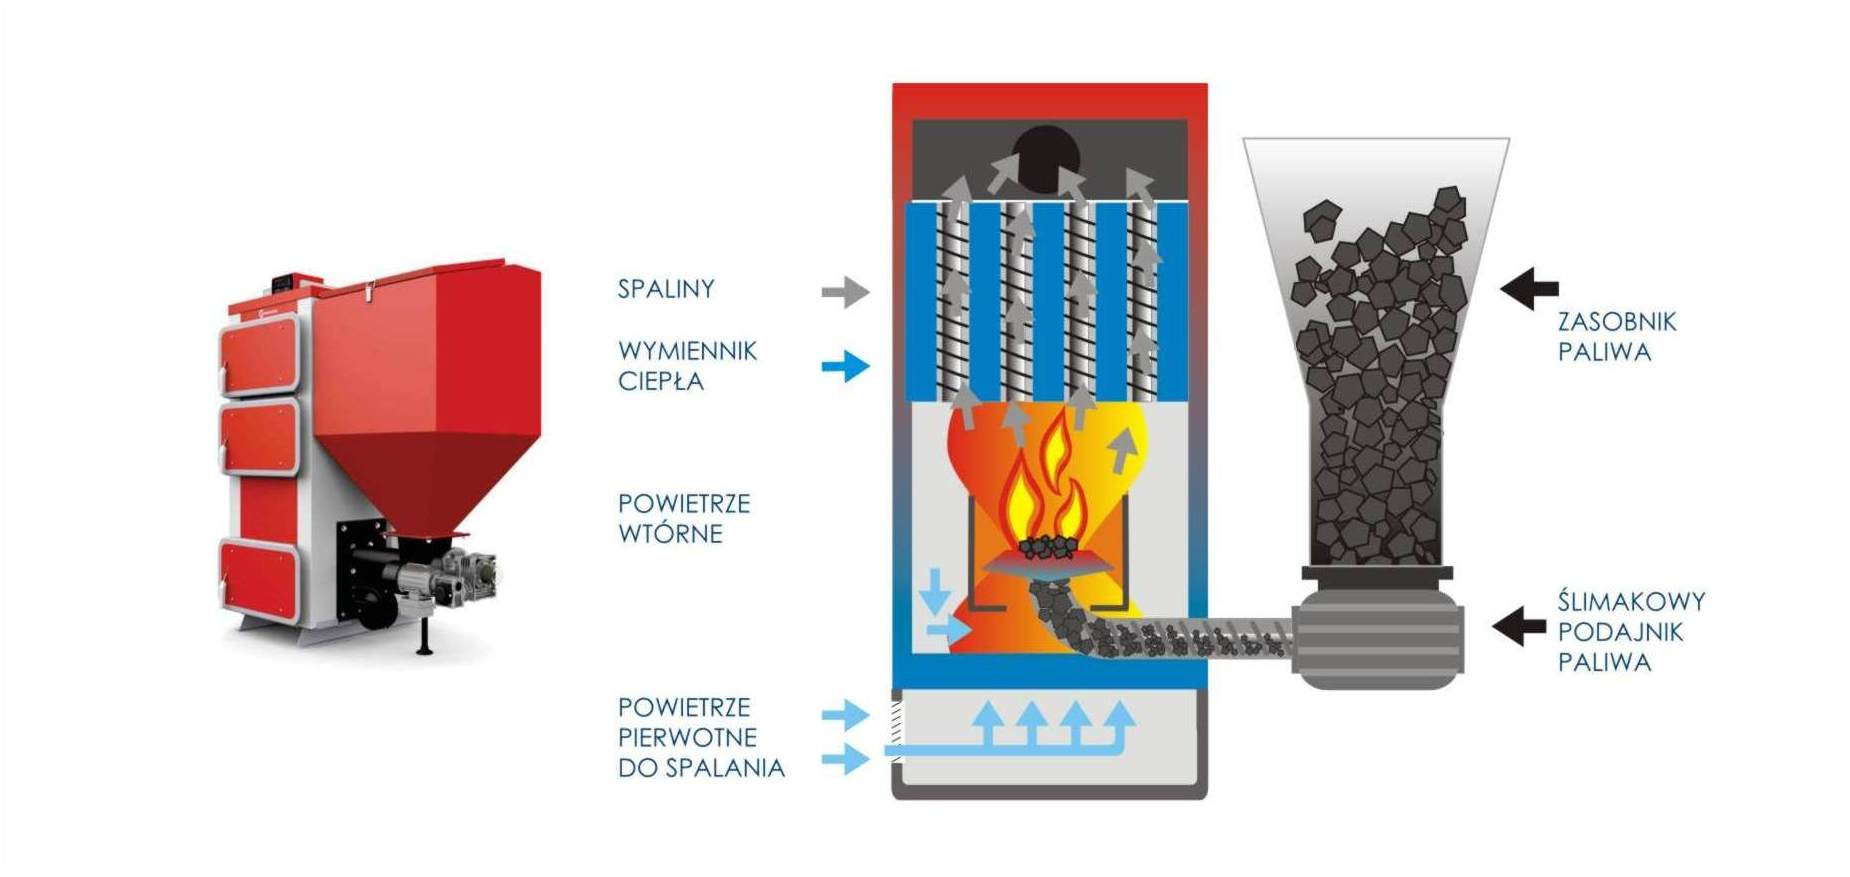 SPALINY
WYMIENNIK
CIEPŁA
POWIETRZE
WTÓRNE
POWIETRZE
PIERWOTNE
DO SPALANIA
ZASOBNIK
PALIWA
ŚLIMAKOWY
PODAJNIK
PALIWA